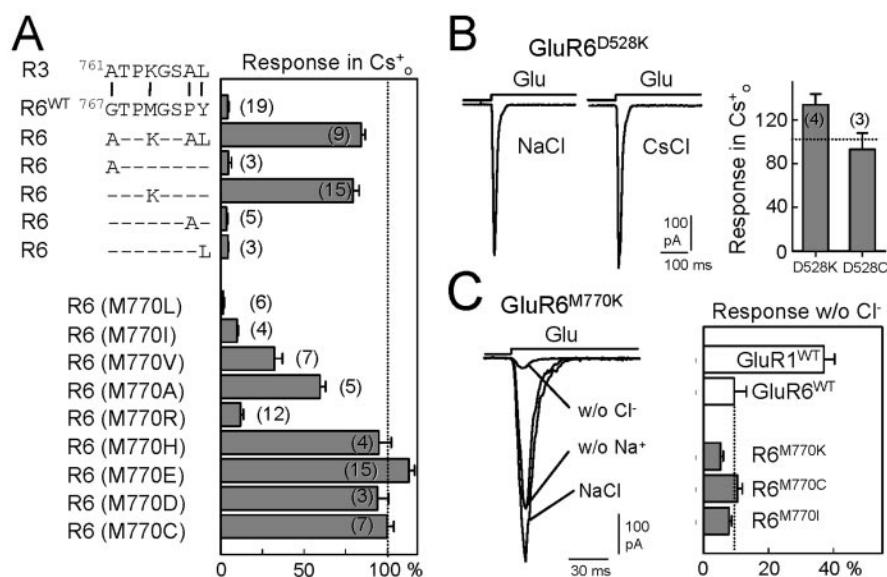 A
Response in Cs⁺ₒ
R3 ⁷⁶¹ATPKGSAL
R6ᵂᵀ ⁷⁶⁷GTPMGSPY (19)
R6 A--K--AL (9)
R6 A------- (3)
R6 ---K---- (15)
R6 ------A- (5)
R6 -------L (3)
R6 (M770L) (6)
R6 (M770I) (4)
R6 (M770V) (7)
R6 (M770A) (5)
R6 (M770R) (12)
R6 (M770H) (4)
R6 (M770E) (15)
R6 (M770D) (3)
R6 (M770C) (7)
0 50 100 %
B
GluR6ᴰ⁵²⁸ᴷ
Glu Glu
NaCl CsCl
100 pA
100 ms
Response in Cs⁺ₒ
120
80
40
0
(4) (3)
D528K D528C
C
GluR6ᴹ⁷⁷⁰ᴷ
Glu
w/o Cl⁻
w/o Na⁺
NaCl
100 pA
30 ms
Response w/o Cl⁻
GluR1ᵂᵀ
GluR6ᵂᵀ
R6ᴹ⁷⁷⁰ᴷ
R6ᴹ⁷⁷⁰ᶜ
R6ᴹ⁷⁷⁰ᴵ
0 20 40 %